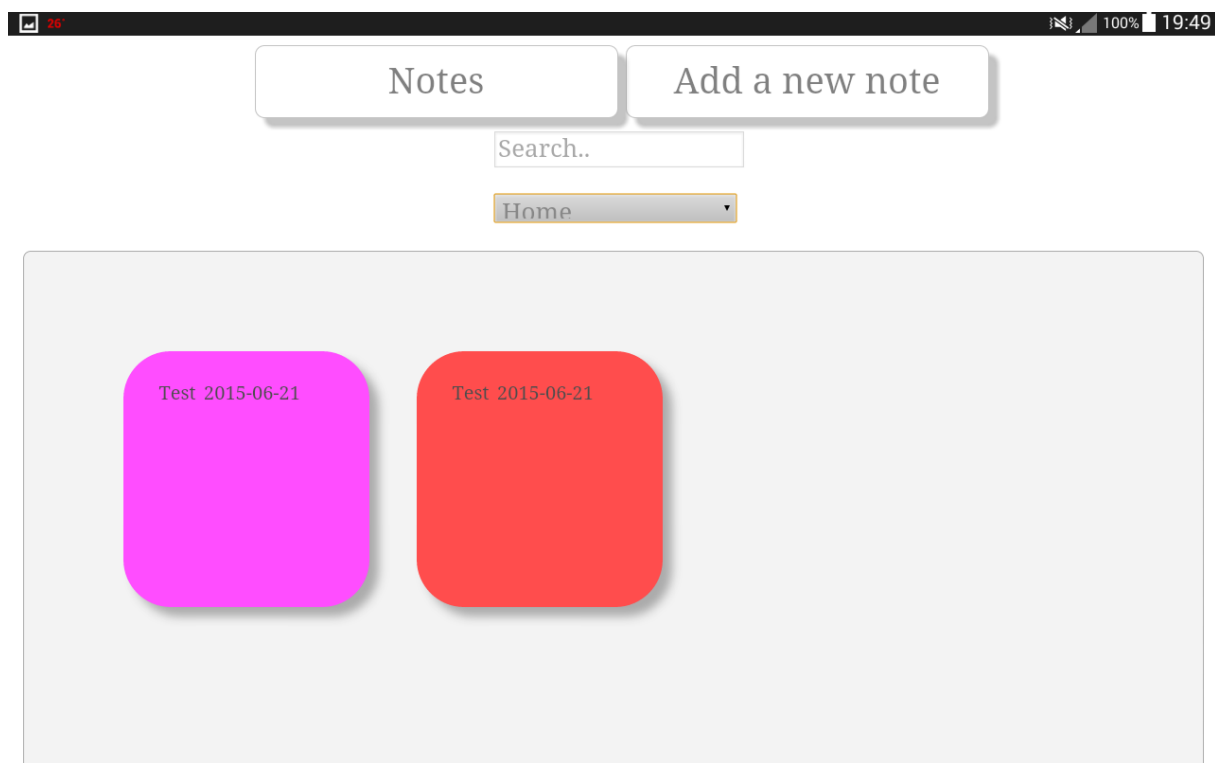 26° 100% 19:49
Notes Add a new note
Search..
Home
Test 2015-06-21 Test 2015-06-21